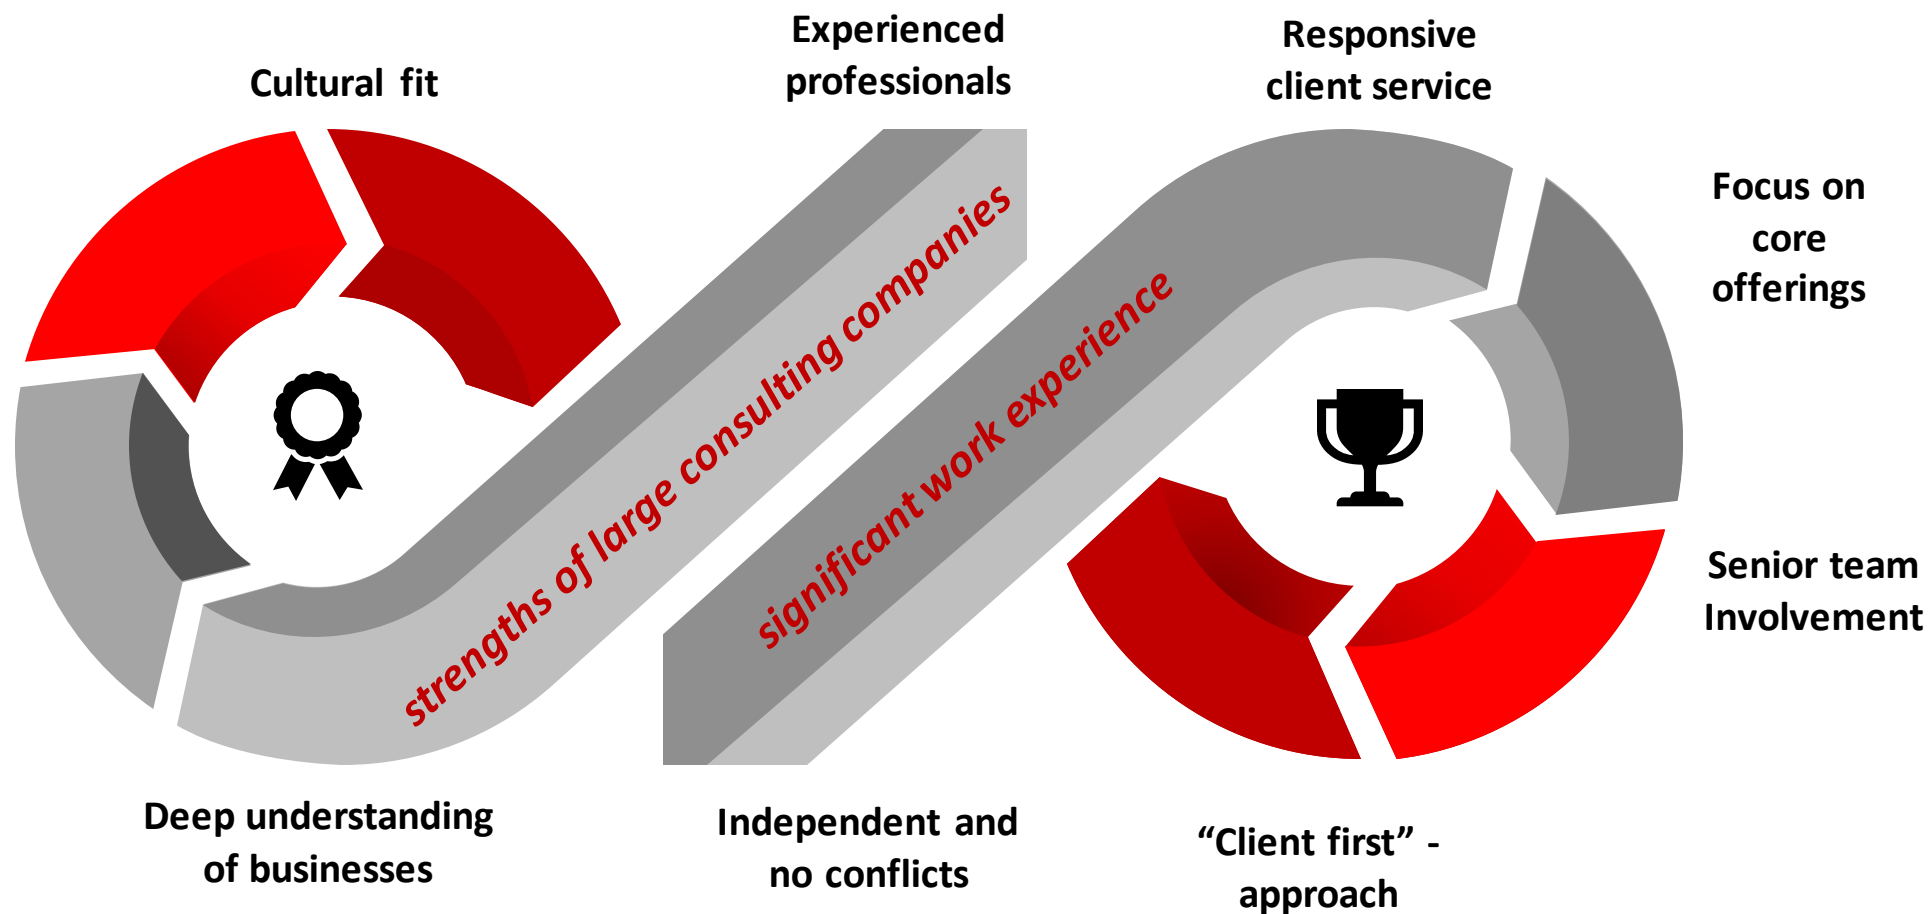 Cultural fit
Experienced
professionals
Responsive
client service
Focus on
core
offerings
strengths of large consulting companies
significant work experience
Senior team
Involvement
Deep understanding
of businesses
Independent and
no conflicts
“Client first” -
approach